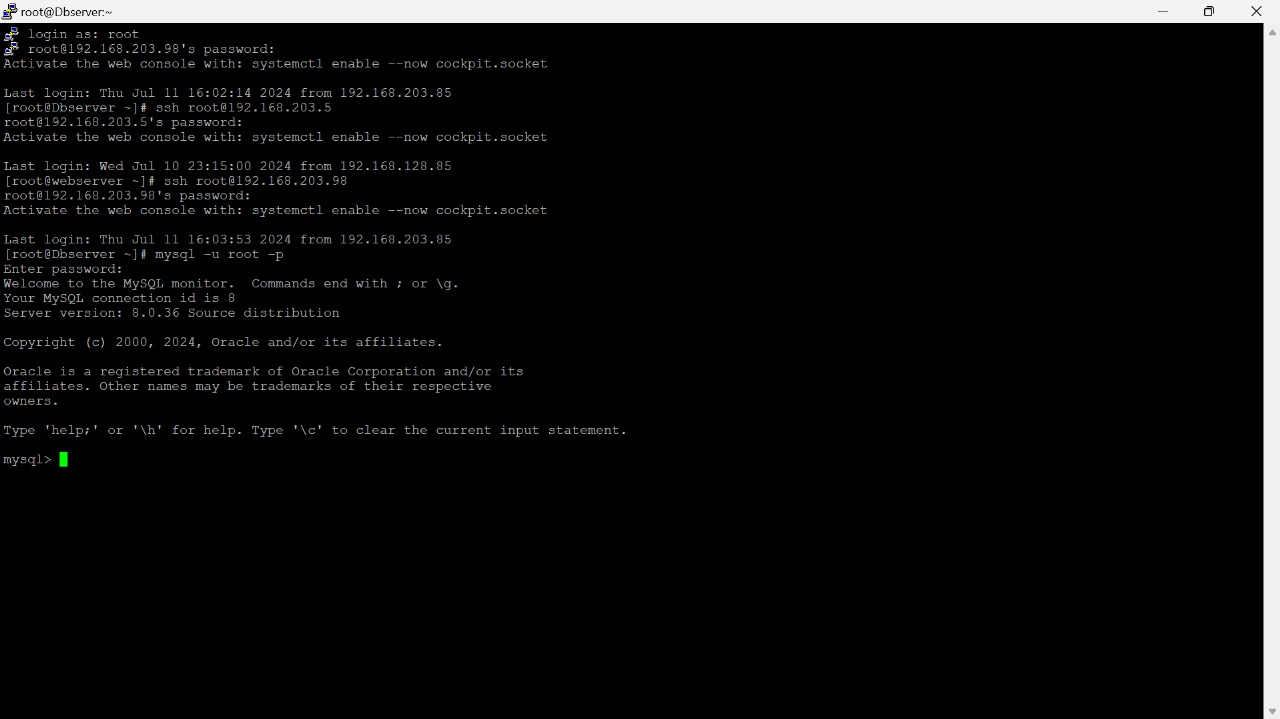 root@Dbserver:~
login as: root
root@192.168.203.98's password:
Activate the web console with: systemctl enable --now cockpit.socket
Last login: Thu Jul 11 16:02:14 2024 from 192.168.203.85
[root@Dbserver ~]# ssh root@192.168.203.5
root@192.168.203.5's password:
Activate the web console with: systemctl enable --now cockpit.socket
Last login: Wed Jul 10 23:15:00 2024 from 192.168.128.85
[root@webserver ~]# ssh root@192.168.203.98
root@192.168.203.98's password:
Activate the web console with: systemctl enable --now cockpit.socket
Last login: Thu Jul 11 16:03:53 2024 from 192.168.203.85
[root@Dbserver ~]# mysql -u root -p
Enter password:
Welcome to the MySQL monitor.  Commands end with ; or \g.
Your MySQL connection id is 8
Server version: 8.0.36 Source distribution
Copyright (c) 2000, 2024, Oracle and/or its affiliates.
Oracle is a registered trademark of Oracle Corporation and/or its
affiliates. Other names may be trademarks of their respective
owners.
Type 'help;' or '\h' for help. Type '\c' to clear the current input statement.
mysql>